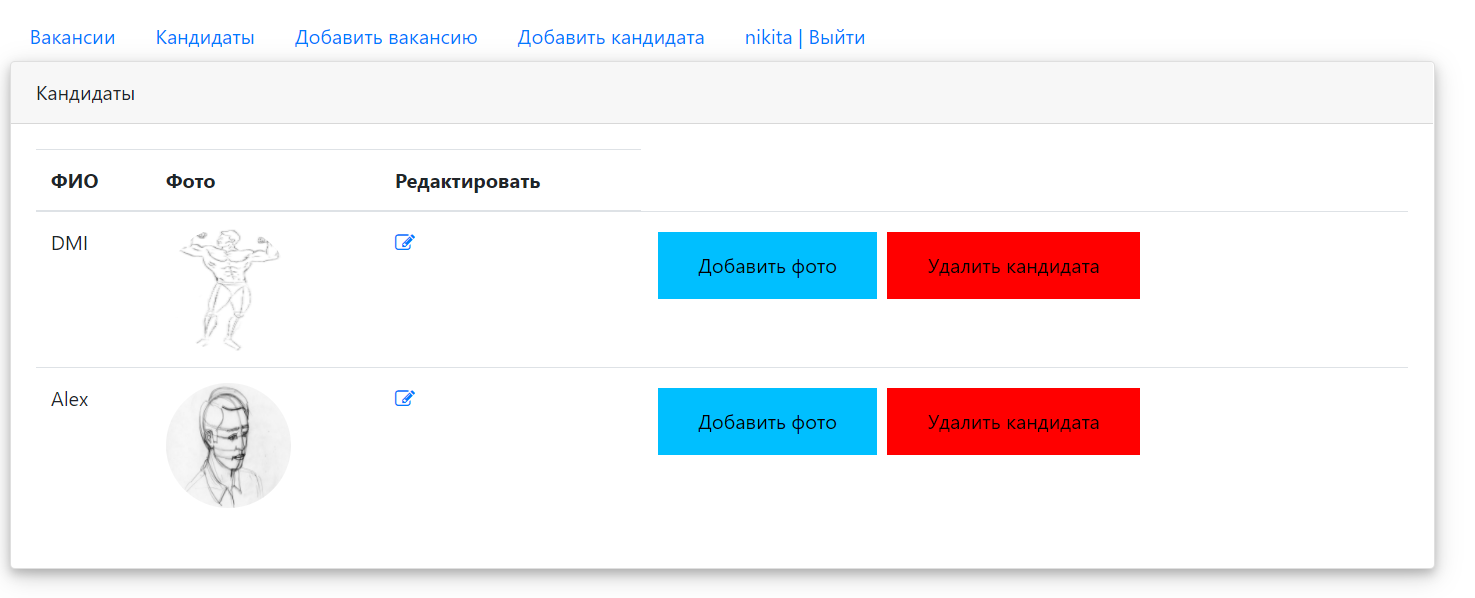 Вакансии Кандидаты Добавить вакансию Добавить кандидата nikita | Выйти
Кандидаты
ФИО Фото Редактировать
DMI Добавить фото Удалить кандидата
Alex Добавить фото Удалить кандидата